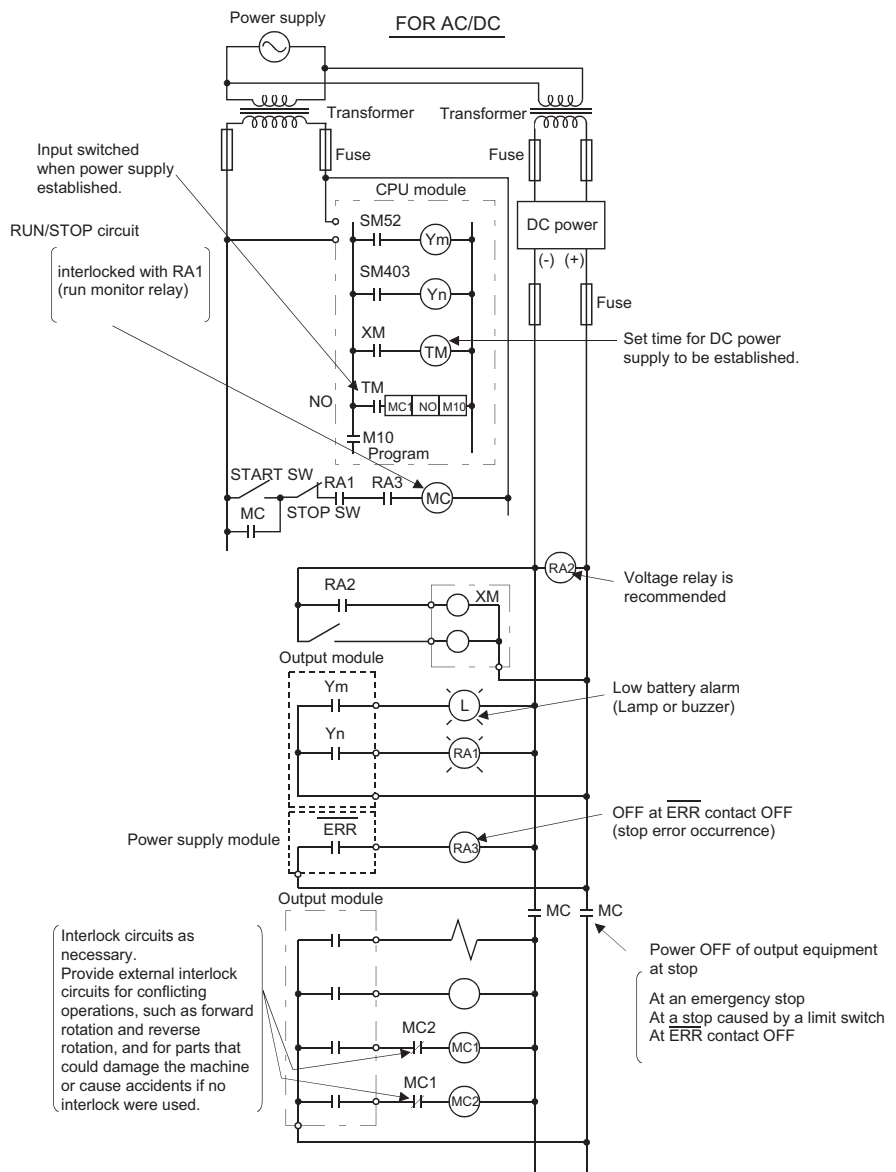 Power supply
FOR AC/DC
Transformer
Transformer
Input switched
when power supply
established.
Fuse
Fuse
CPU module
RUN/STOP circuit
SM52
Ym
DC power
(-) (+)
interlocked with RA1
(run monitor relay)
SM403
Yn
Fuse
XM
TM
Set time for DC power
supply to be established.
TM
NO
MC1 NO M10
M10
Program
START SW
RA1
RA3
MC
STOP SW
MC
RA2
Voltage relay is
recommended
RA2
XM
Output module
Ym
L
Low battery alarm
(Lamp or buzzer)
Yn
RA1
Power supply module
ERR
RA3
OFF at ERR contact OFF
(stop error occurrence)
Output module
MC
MC
Interlock circuits as
necessary.
Provide external interlock
circuits for conflicting
operations, such as forward
rotation and reverse
rotation, and for parts that
could damage the machine
or cause accidents if no
interlock were used.
Power OFF of output equipment
at stop
At an emergency stop
At a stop caused by a limit switch
At ERR contact OFF
MC2
MC1
MC1
MC2